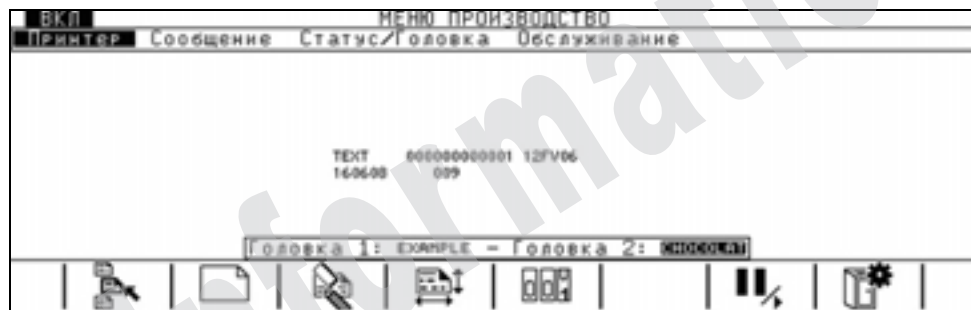 ВКЛ МЕНЮ ПРОИЗВОДСТВО
Принтер Сообщение Статус/Головка Обслуживание
TEXT 000000000001 12FV06
160608 009
Головка 1: EXAMPLE - Головка 2: CHOCOLAT